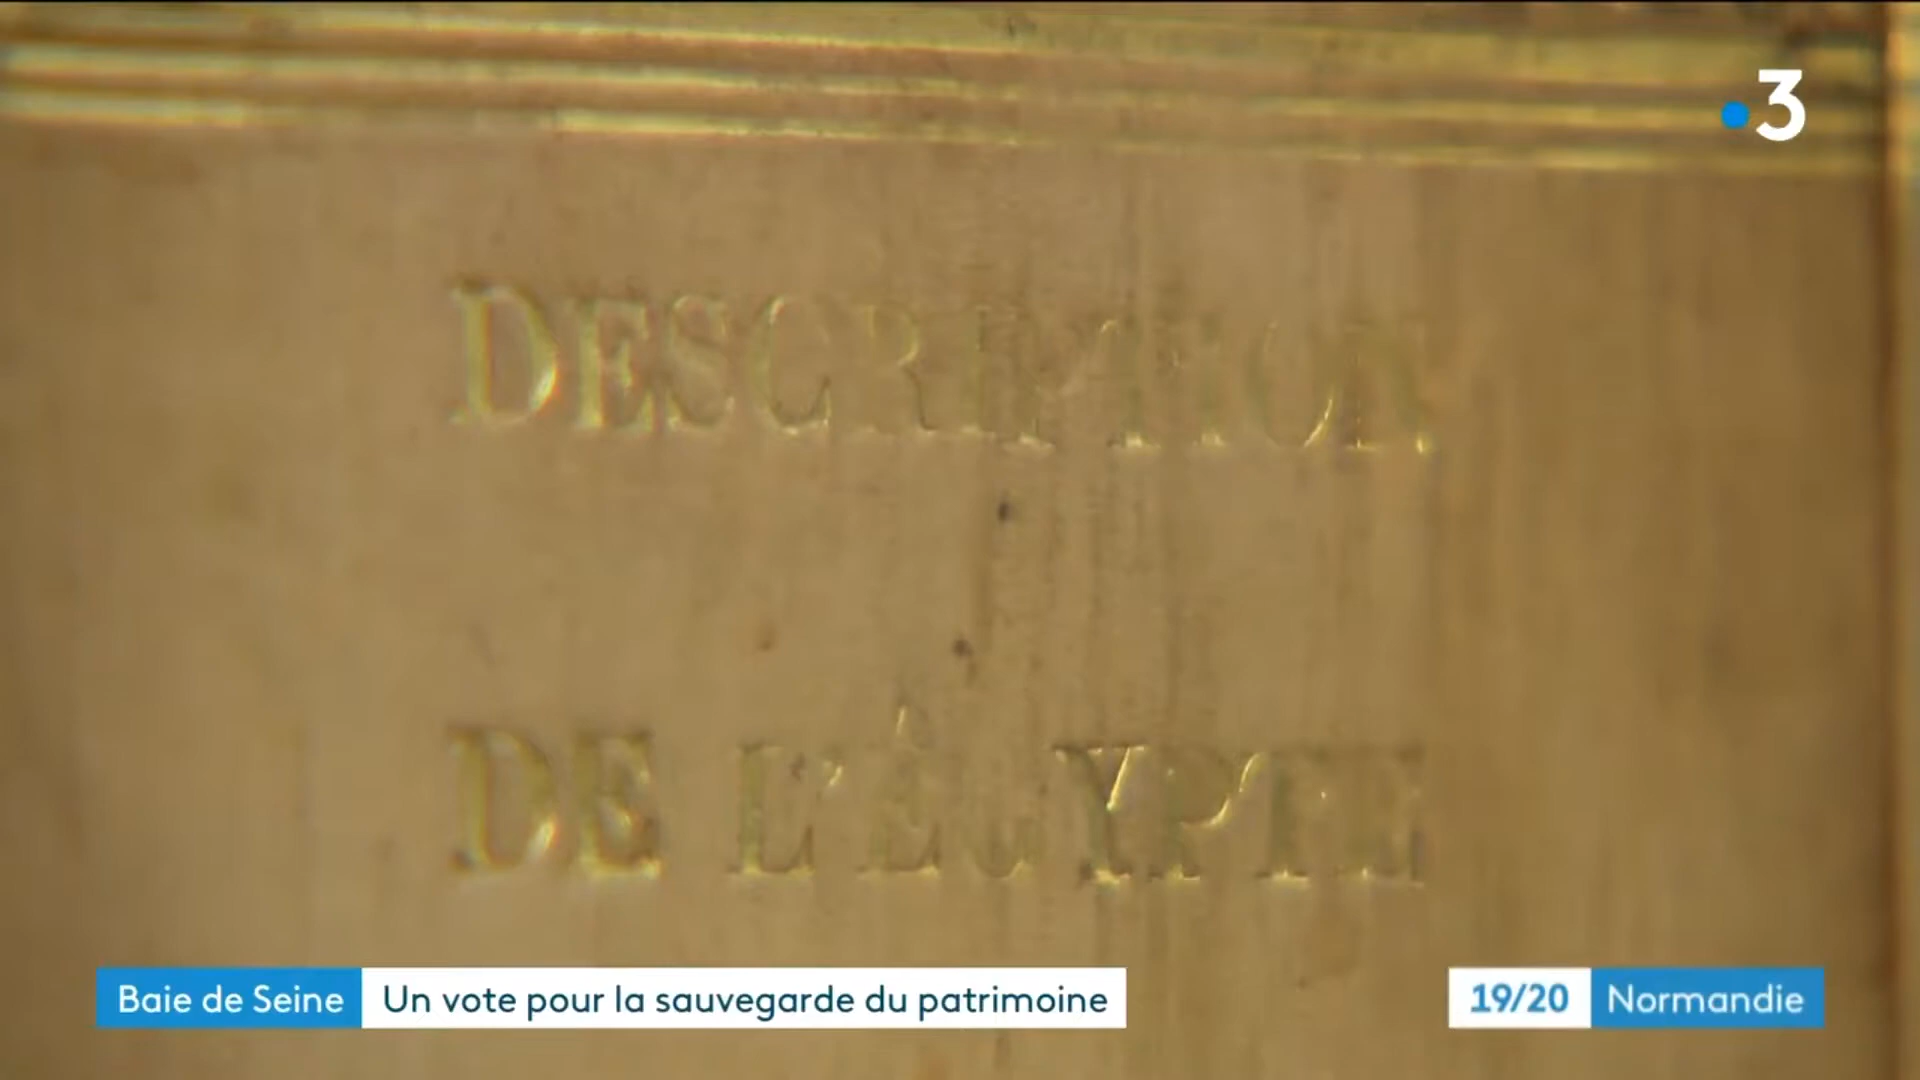 3
DESCRIPTION
DE L'ÉGYPTE
Baie de Seine Un vote pour la sauvegarde du patrimoine 19/20 Normandie